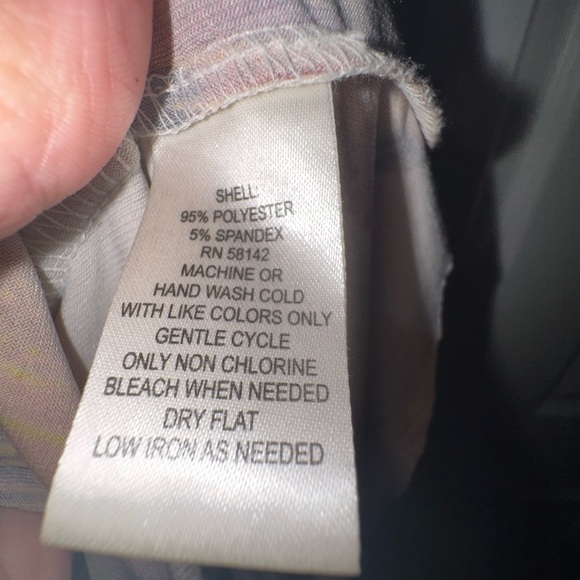 SHELL:
95% POLYESTER
5% SPANDEX
RN 58142
MACHINE OR
HAND WASH COLD
WITH LIKE COLORS ONLY
GENTLE CYCLE
ONLY NON CHLORINE
BLEACH WHEN NEEDED
DRY FLAT
LOW IRON AS NEEDED